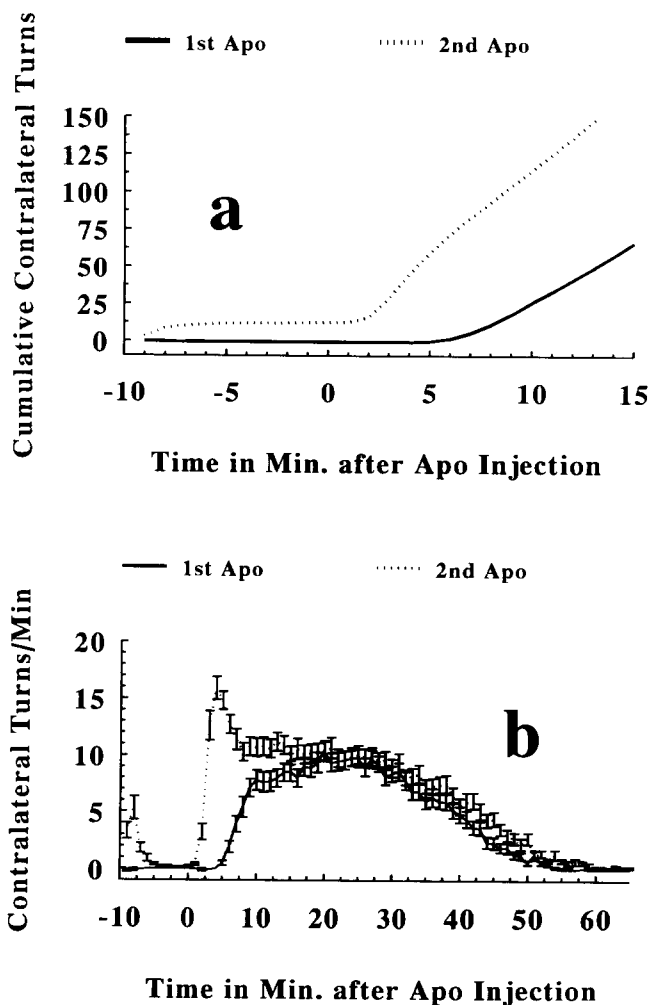 1st Apo 2nd Apo
Cumulative Contralateral Turns
150
125
100
75
50
25
0
a
-10 -5 0 5 10 15
Time in Min. after Apo Injection
1st Apo 2nd Apo
Contralateral Turns/Min
20
15
10
5
0
b
-10 0 10 20 30 40 50 60
Time in Min. after Apo Injection